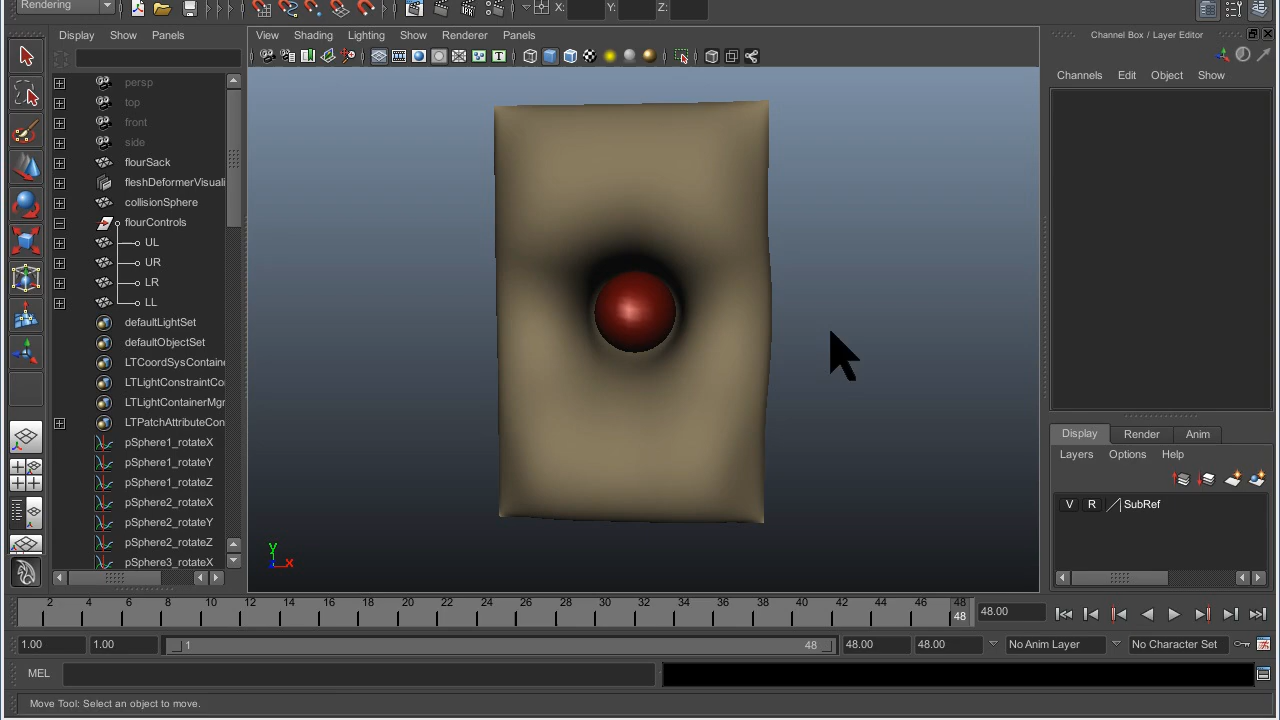 Rendering
X:
Y:
Z:
Display Show Panels
View Shading Lighting Show Renderer Panels
Channel Box / Layer Editor
Channels Edit Object Show
persp
top
front
side
flourSack
fleshDeformerVisuali
collisionSphere
flourControls
UL
UR
LR
LL
defaultLightSet
defaultObjectSet
LTCoordSysContaine
LTLightConstraintCo
LTLightContainerMgr
LTPatchAttributeCon
pSphere1_rotateX
pSphere1_rotateY
pSphere1_rotateZ
pSphere2_rotateX
pSphere2_rotateY
pSphere2_rotateZ
pSphere3_rotateX
y
x
Display Render Anim
Layers Options Help
V R SubRef
2 4 6 8 10 12 14 16 18 20 22 24 26 28 30 32 34 36 38 40 42 44 46 48
48
48.00
1.00 1.00 1 48 48.00 48.00 No Anim Layer No Character Set
MEL
Move Tool: Select an object to move.